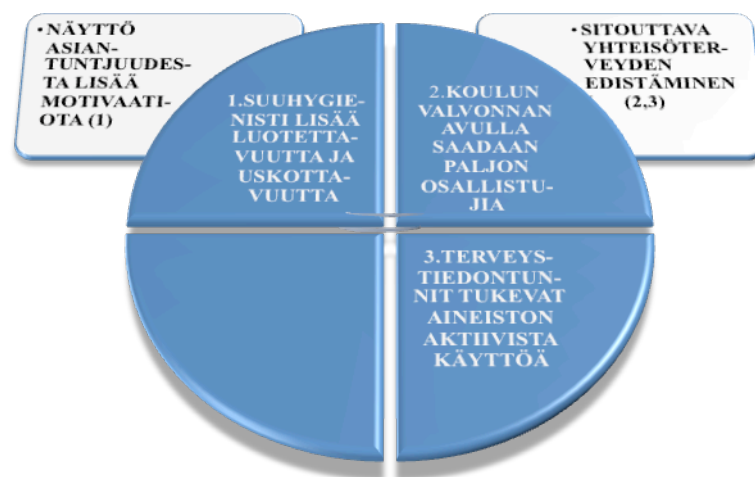 • NÄYTTÖ
ASIAN-
TUNTJUUDES-
TA LISÄÄ
MOTIVAATI-
OTA (1)
• SITOUTTAVA
YHTEISÖTER-
VEYDEN
EDISTÄMINEN
(2,3)
1.SUUHYGIE-
NISTI LISÄÄ
LUOTETTA-
VUUTTA JA
USKOTTA-
VUUTTA
2.KOULUN
VALVONNAN
AVULLA
SAADAAN
PALJON
OSALLISTU-
JIA
3.TERVEYS-
TIEDONTUN-
NIT TUKEVAT
AINEISTON
AKTIIVISTA
KÄYTTÖÄ